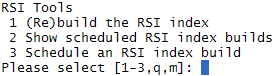 RSI Tools
1 (Re)build the RSI index
2 Show scheduled RSI index builds
3 Schedule an RSI index build
Please select [1-3,q,m]: